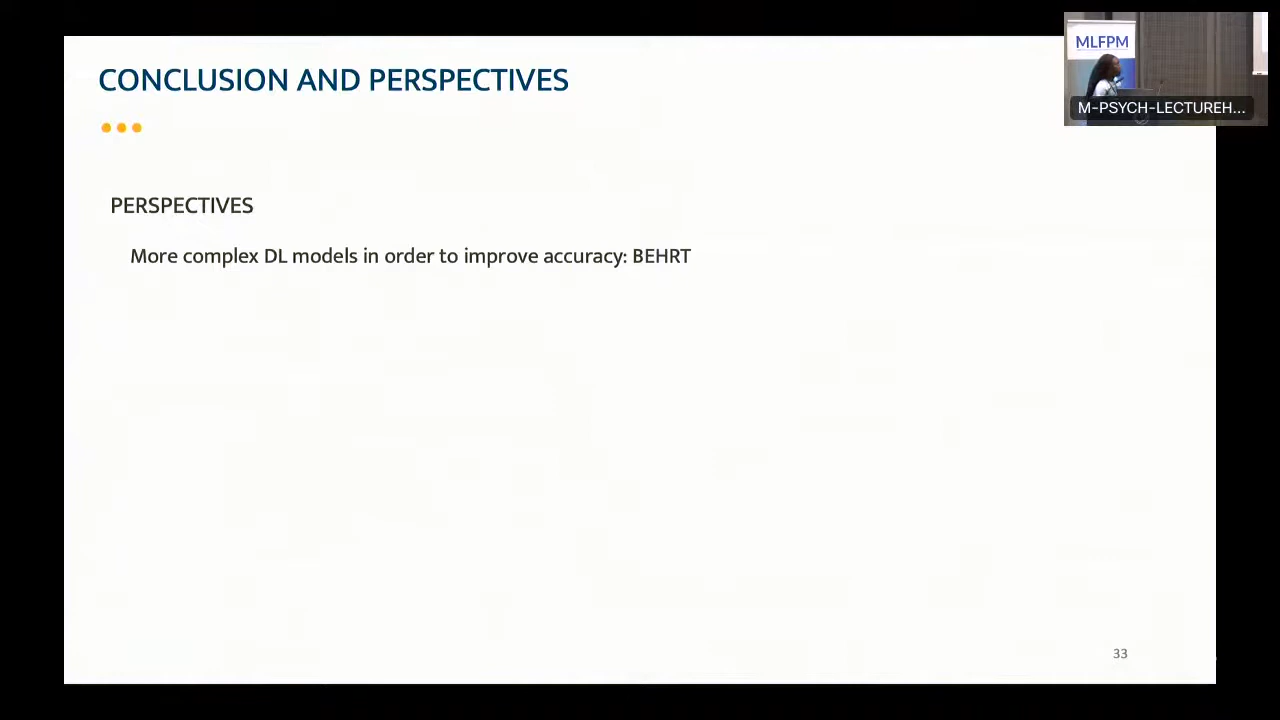 CONCLUSION AND PERSPECTIVES
MLFPM
M-PSYCH-LECTUREH...
PERSPECTIVES
More complex DL models in order to improve accuracy: BEHRT
33